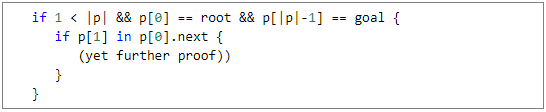 if 1 < |p| && p[0] == root && p[|p|-1] == goal {
if p[1] in p[0].next {
(yet further proof))
}
}